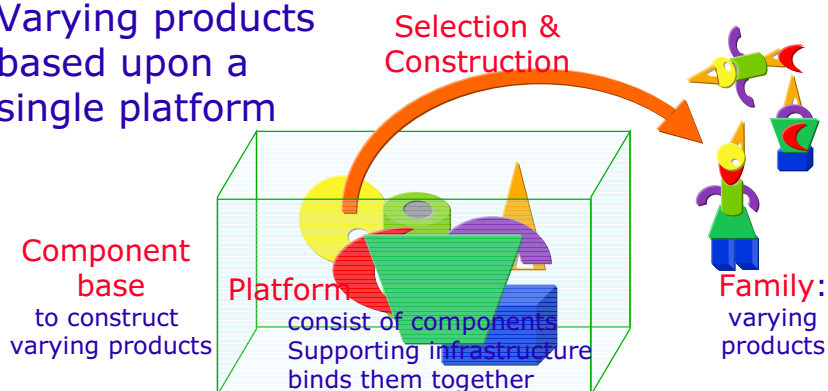 Varying products
based upon a
single platform
Selection &
Construction
Component
base
to construct
varying products
Platform
consist of components
Supporting infrastructure
binds them together
Family:
varying
products